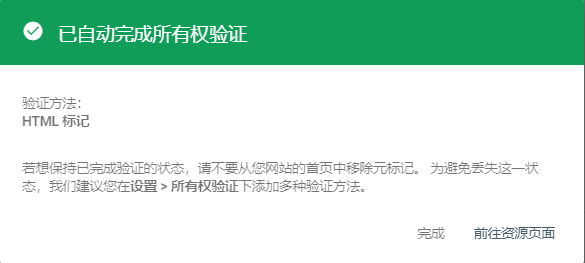 已自动完成所有权验证
验证方法：
HTML 标记
若想保持已完成验证的状态，请不要从您网站的首页中移除元标记。 为避免丢失这一状
态，我们建议您在设置 > 所有权验证下添加多种验证方法。
完成 前往资源页面